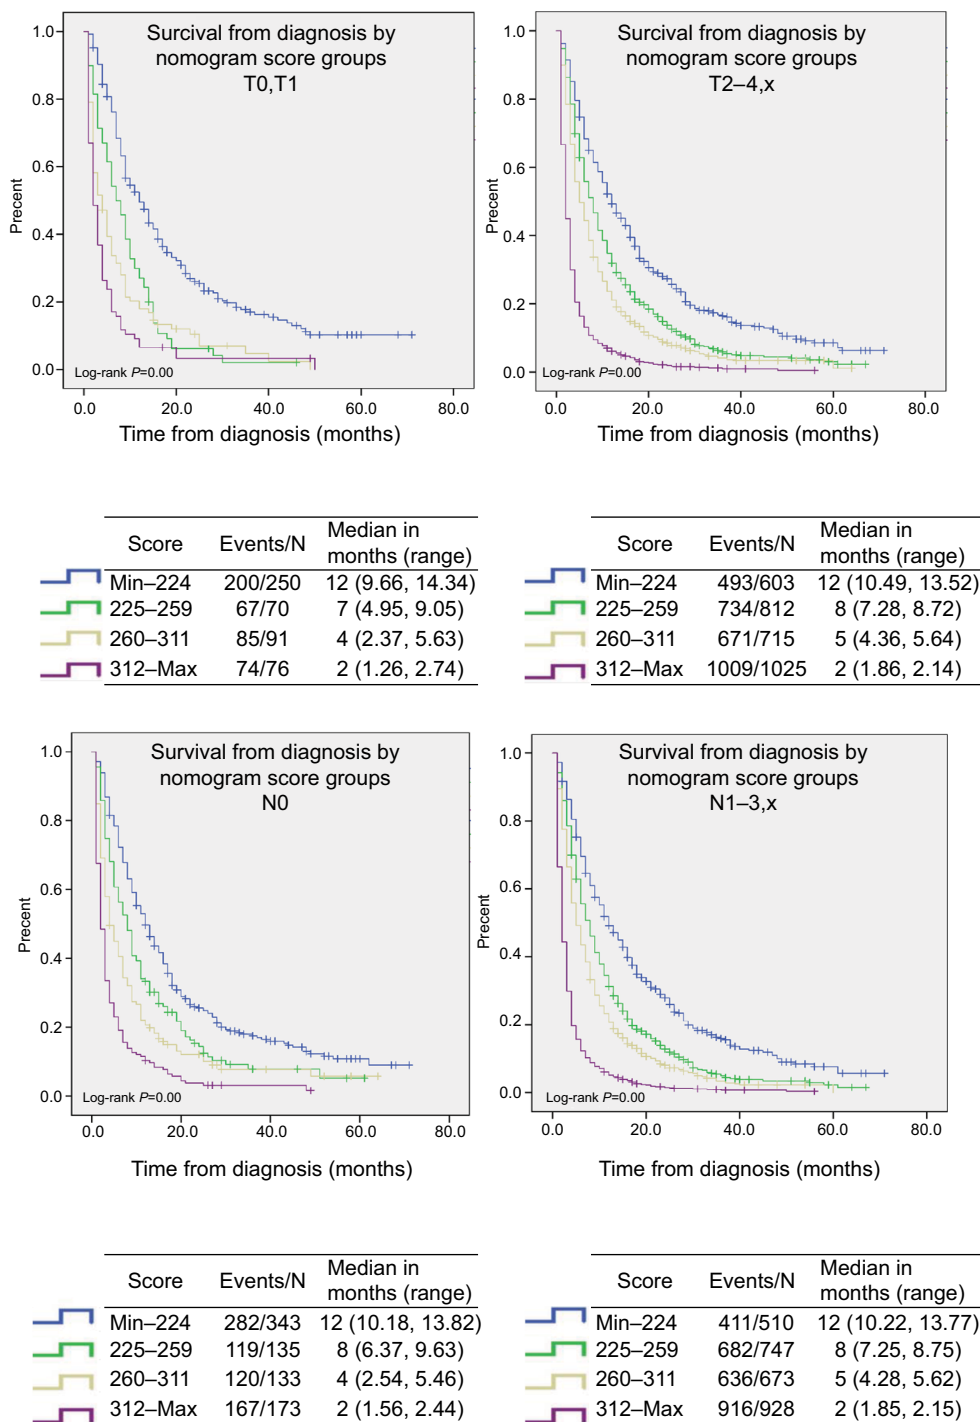 Surcival from diagnosis by
nomogram score groups
T0,T1
Precent
1.0
0.8
0.6
0.4
0.2
0.0
Log-rank P=0.00
0.0 20.0 40.0 60.0 80.0
Time from diagnosis (months)
Surcival from diagnosis by
nomogram score groups
T2–4,x
Precent
1.0
0.8
0.6
0.4
0.2
0.0
Log-rank P=0.00
0.0 20.0 40.0 60.0 80.0
Time from diagnosis (months)
Score Events/N Median in
months (range)
Min–224 200/250 12 (9.66, 14.34)
225–259 67/70 7 (4.95, 9.05)
260–311 85/91 4 (2.37, 5.63)
312–Max 74/76 2 (1.26, 2.74)
Score Events/N Median in
months (range)
Min–224 493/603 12 (10.49, 13.52)
225–259 734/812 8 (7.28, 8.72)
260–311 671/715 5 (4.36, 5.64)
312–Max 1009/1025 2 (1.86, 2.14)
Survival from diagnosis by
nomogram score groups
N0
Precent
1.0
0.8
0.6
0.4
0.2
0.0
Log-rank P=0.00
0.0 20.0 40.0 60.0 80.0
Time from diagnosis (months)
Survival from diagnosis by
nomogram score groups
N1–3,x
Precent
1.0
0.8
0.6
0.4
0.2
0.0
Log-rank P=0.00
0.0 20.0 40.0 60.0 80.0
Time from diagnosis (months)
Score Events/N Median in
months (range)
Min–224 282/343 12 (10.18, 13.82)
225–259 119/135 8 (6.37, 9.63)
260–311 120/133 4 (2.54, 5.46)
312–Max 167/173 2 (1.56, 2.44)
Score Events/N Median in
months (range)
Min–224 411/510 12 (10.22, 13.77)
225–259 682/747 8 (7.25, 8.75)
260–311 636/673 5 (4.28, 5.62)
312–Max 916/928 2 (1.85, 2.15)